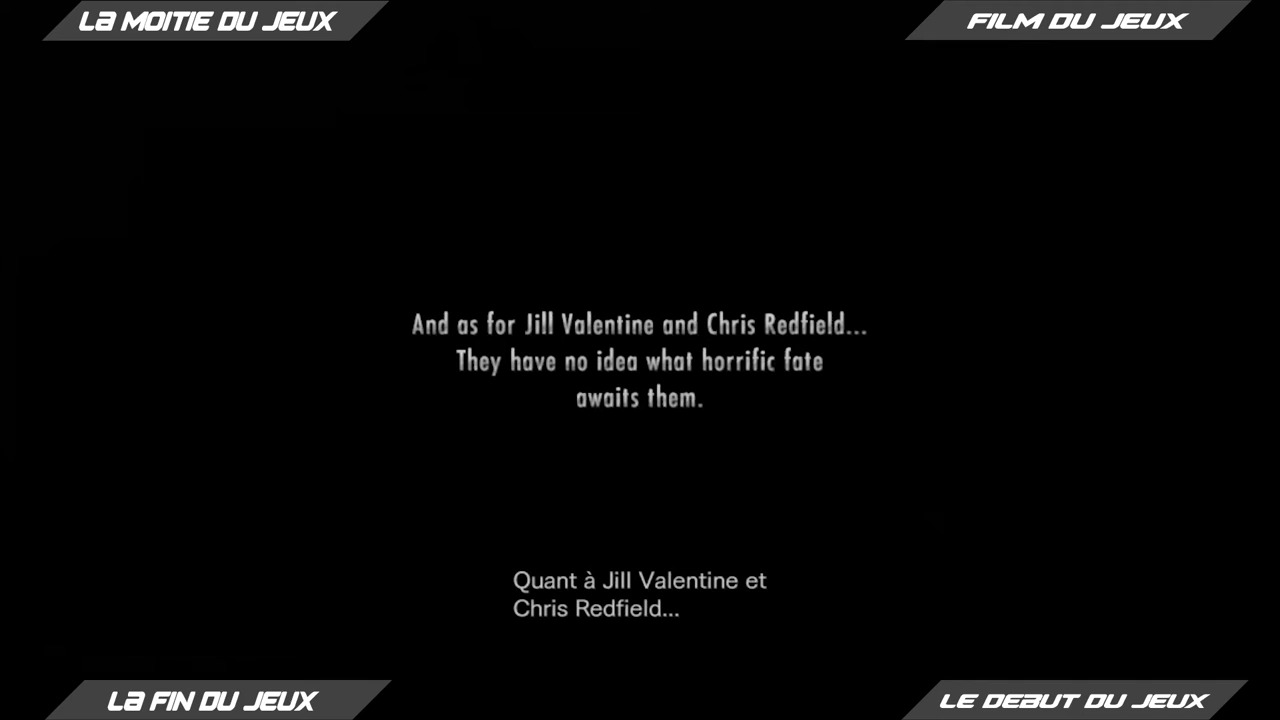 LA MOITIE DU JEUX
FILM DU JEUX
And as for Jill Valentine and Chris Redfield...
They have no idea what horrific fate
awaits them.
Quant à Jill Valentine et
Chris Redfield...
LA FIN DU JEUX
LE DEBUT DU JEUX